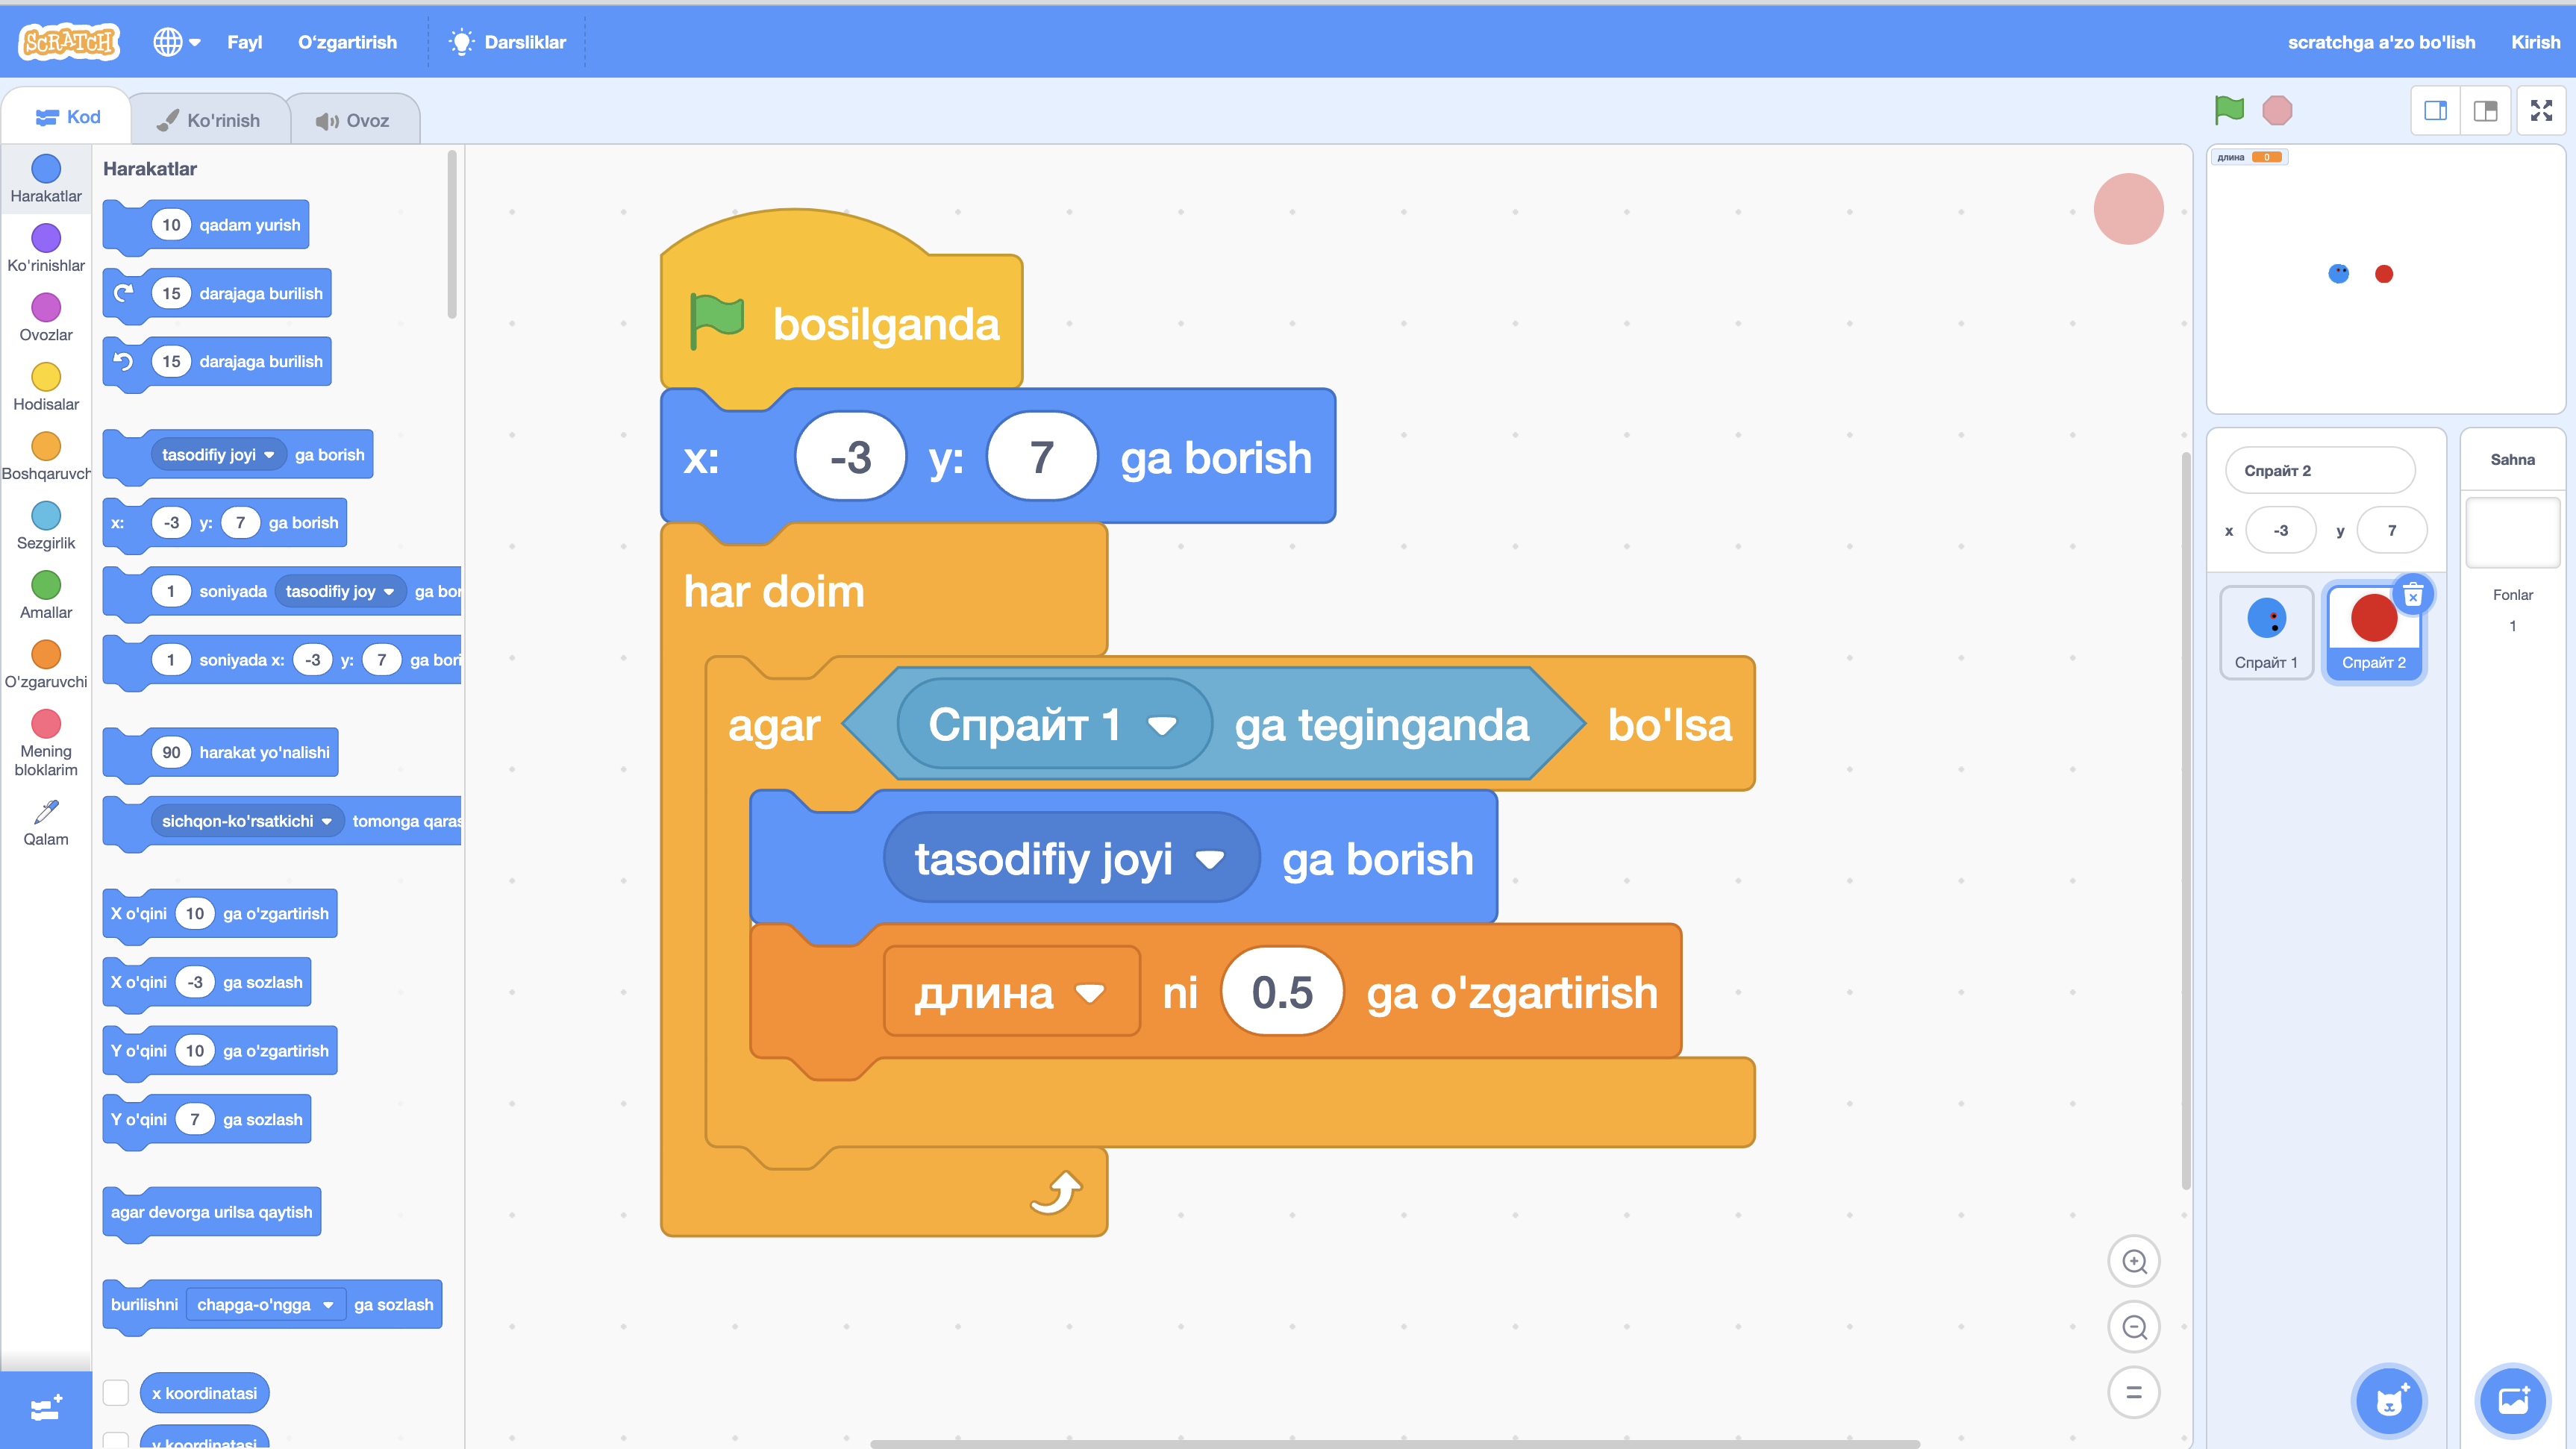 SCRATCH
Fayl
O'zgartirish
Darsliklar
scratchga a'zo bo'lish
Kirish
Kod
Ko'rinish
Ovoz
Harakatlar
Ko'rinishlar
Ovozlar
Hodisalar
Boshqaruvch
Sezgirlik
Amallar
O'zgaruvchi
Mening
bloklarim
Qalam
Harakatlar
10 qadam yurish
15 darajaga burilish
15 darajaga burilish
tasodifiy joyi ga borish
x: -3 y: 7 ga borish
1 soniyada tasodifiy joy ga bor
1 soniyada x: -3 y: 7 ga bori
90 harakat yo'nalishi
sichqon-ko'rsatkichi tomonga qaras
X o'qini 10 ga o'zgartirish
X o'qini -3 ga sozlash
Y o'qini 10 ga o'zgartirish
Y o'qini 7 ga sozlash
agar devorga urilsa qaytish
burilishni chapga-o'ngga ga sozlash
x koordinatasi
y koordinatasi
bosilganda
x: -3 y: 7 ga borish
har doim
agar Спрайт 1 ga teginganda bo'lsa
tasodifiy joyi ga borish
длина ni 0.5 ga o'zgartirish
длина 0
Спрайт 2
x -3 y 7
Спрайт 1
Спрайт 2
Sahna
Fonlar
1